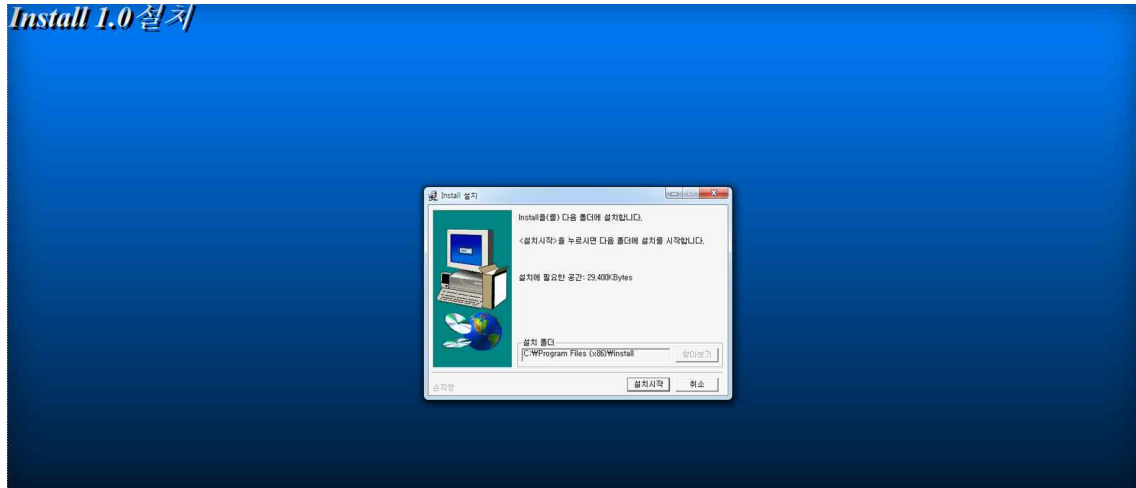 Install 1.0설치
Install 설치
Install을(를) 다음 폴더에 설치합니다.
<설치시작>을 누르시면 다음 폴더에 설치를 시작합니다.
설치에 필요한 공간: 29,400KBytes
설치 폴더
C:₩Program Files (x86)₩install
찾아보기
손지명
설치시작
취소